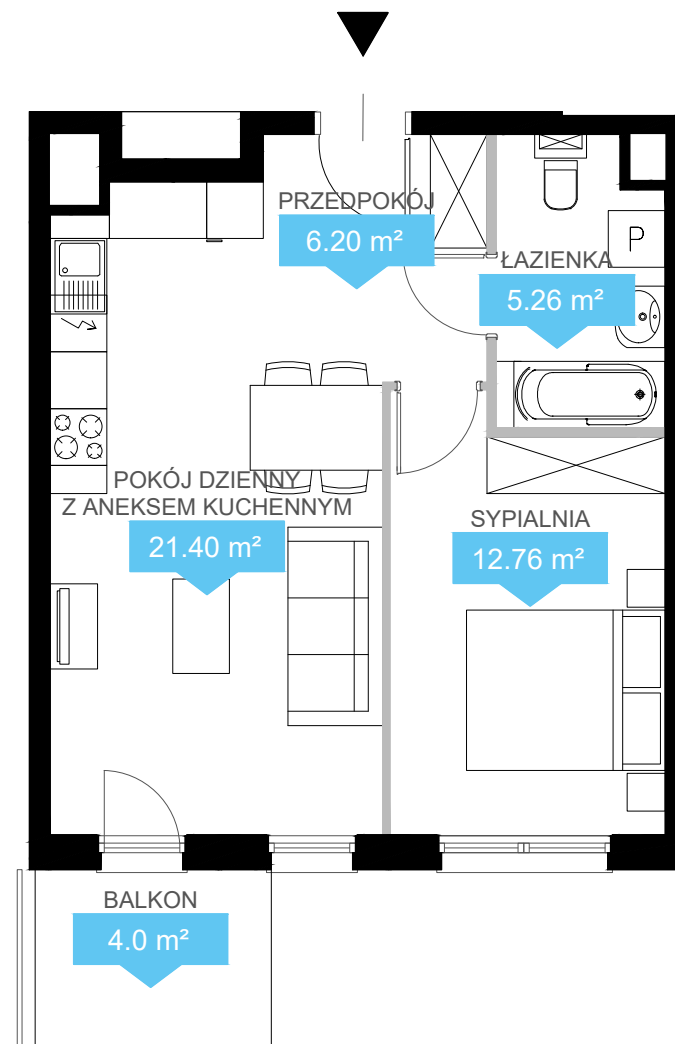 PRZEDPOKÓJ
6.20 m²
ŁAZIENKA
5.26 m²
P
POKÓJ DZIENNY
Z ANEKSEM KUCHENNYM
21.40 m²
SYPIALNIA
12.76 m²
BALKON
4.0 m²